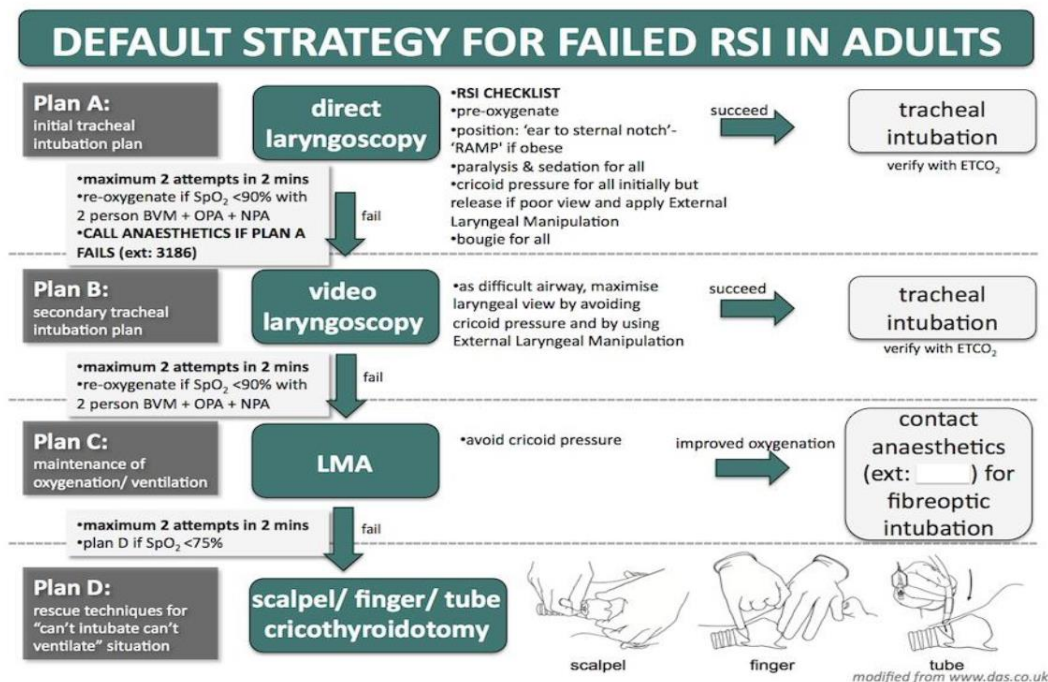 DEFAULT STRATEGY FOR FAILED RSI IN ADULTS
Plan A:
initial tracheal
intubation plan
direct
laryngoscopy
•RSI CHECKLIST
•pre-oxygenate
•position: ‘ear to sternal notch’-
‘RAMP' if obese
•paralysis & sedation for all
•cricoid pressure for all initially but
release if poor view and apply External
Laryngeal Manipulation
•bougie for all
succeed
tracheal
intubation
verify with ETCO₂
•maximum 2 attempts in 2 mins
•re-oxygenate if SpO₂ <90% with
2 person BVM + OPA + NPA
•CALL ANAESTHETICS IF PLAN A
FAILS (ext: 3186)
fail
Plan B:
secondary tracheal
intubation plan
video
laryngoscopy
•as difficult airway, maximise
laryngeal view by avoiding
cricoid pressure and by using
External Laryngeal Manipulation
succeed
tracheal
intubation
verify with ETCO₂
•maximum 2 attempts in 2 mins
•re-oxygenate if SpO₂ <90% with
2 person BVM + OPA + NPA
fail
Plan C:
maintenance of
oxygenation/ ventilation
LMA
•avoid cricoid pressure
improved oxygenation
contact
anaesthetics
(ext: ) for
fibreoptic
intubation
•maximum 2 attempts in 2 mins
•plan D if SpO₂ <75%
fail
Plan D:
rescue techniques for
“can’t intubate can’t
ventilate” situation
scalpel/ finger/ tube
cricothyroidotomy
scalpel
finger
tube
modified from www.das.co.uk